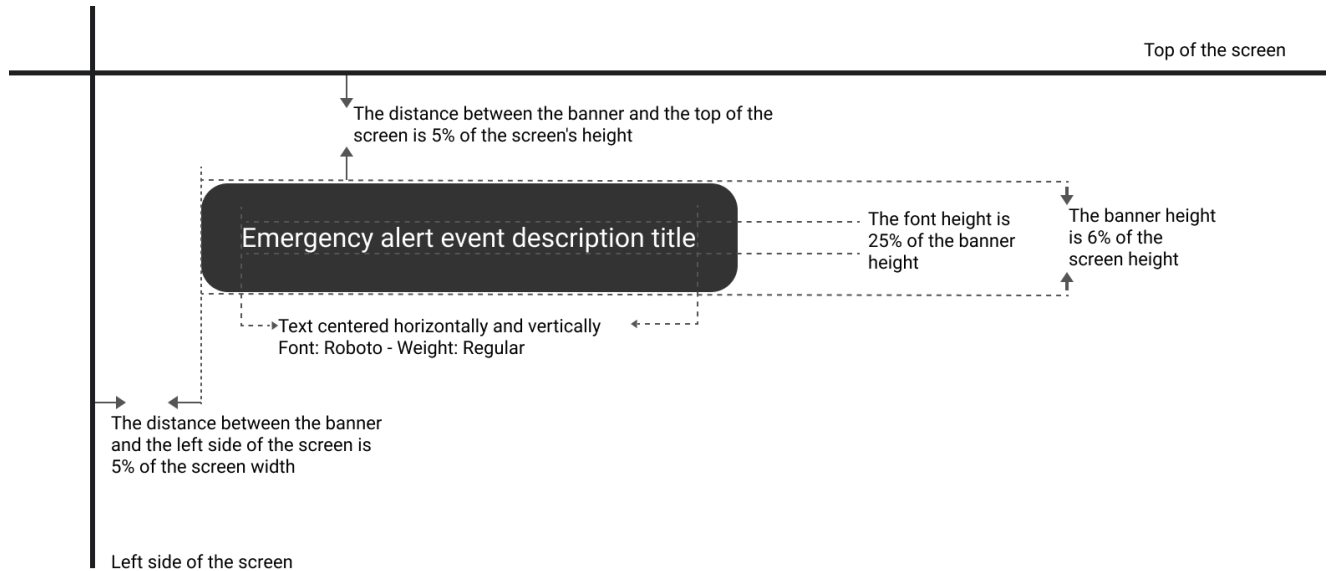 Top of the screen
The distance between the banner and the top of the
screen is 5% of the screen's height
Emergency alert event description title
The font height is
25% of the banner
height
The banner height
is 6% of the
screen height
Text centered horizontally and vertically
Font: Roboto - Weight: Regular
The distance between the banner
and the left side of the screen is
5% of the screen width
Left side of the screen